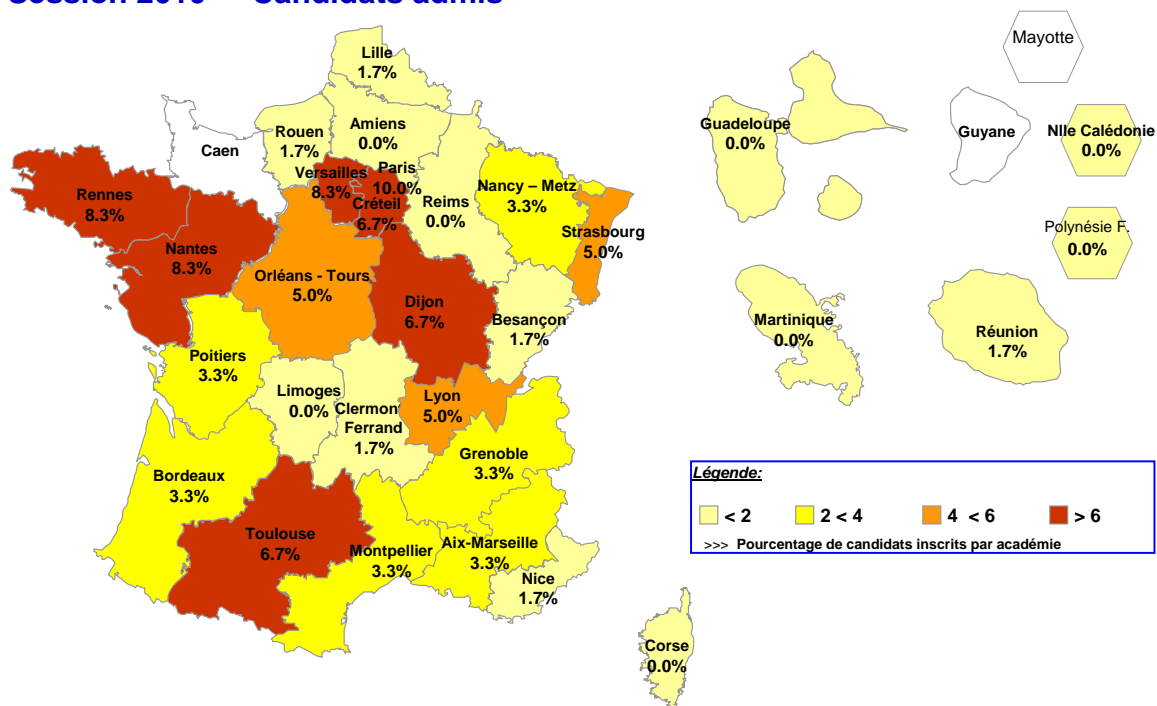 Lille
1.7%
Mayotte
Amiens
0.0%
Rouen
1.7%
Caen
Guadeloupe
0.0%
Guyane
Nlle Calédonie
0.0%
Versailles
8.3%
Paris
10.0%
Créteil
6.7%
Reims
0.0%
Nancy – Metz
3.3%
Rennes
8.3%
Strasbourg
5.0%
Polynésie F.
0.0%
Nantes
8.3%
Orléans - Tours
5.0%
Dijon
6.7%
Besançon
1.7%
Martinique
0.0%
Réunion
1.7%
Poitiers
3.3%
Limoges
0.0%
Clermont
Ferrand
1.7%
Lyon
5.0%
Grenoble
3.3%
Bordeaux
3.3%
Toulouse
6.7%
Montpellier
3.3%
Aix-Marseille
3.3%
Nice
1.7%
Corse
0.0%
Légende:
< 2
2 < 4
4 < 6
> 6
>>> Pourcentage de candidats inscrits par académie